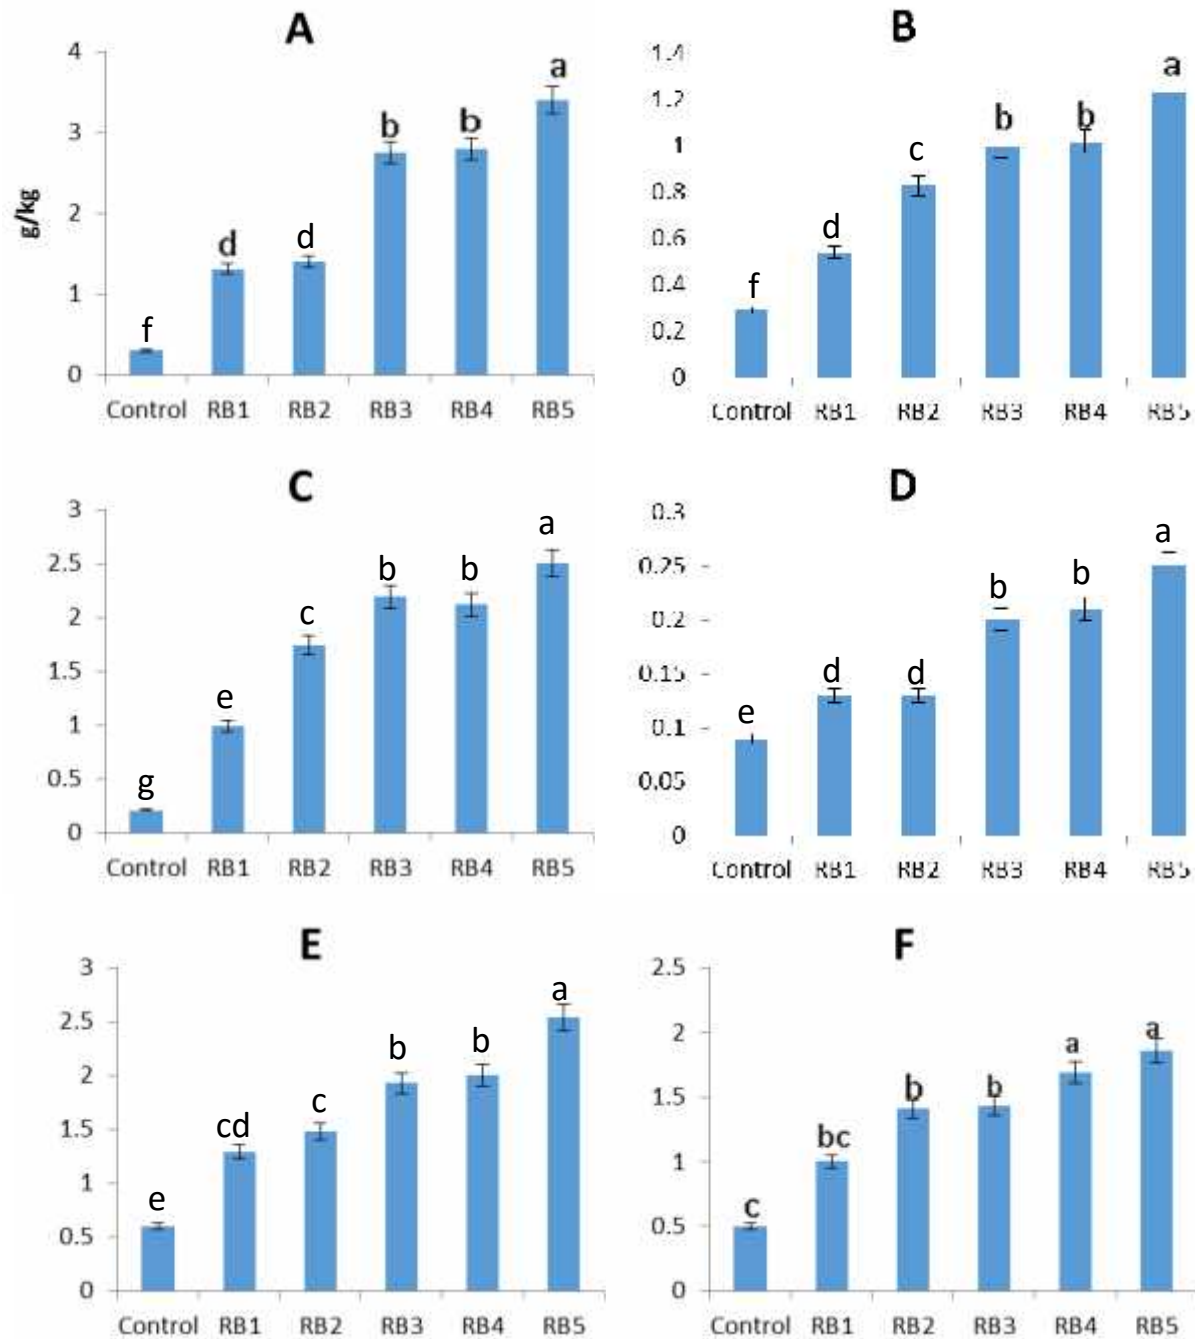 A
g/kg
4
3
2
1
0
f
d
d
b
b
a
Control RB1 RB2 RB3 RB4 RB5
B
1.4
1.2
1
0.8
0.6
0.4
0.2
0
f
d
c
b
b
a
Control RB1 RB2 RB3 RB4 RB5
C
3
2.5
2
1.5
1
0.5
0
g
e
c
b
b
a
Control RB1 RB2 RB3 RB4 RB5
D
0.3
0.25
0.2
0.15
0.1
0.05
0
e
d
d
b
b
a
Control RB1 RB2 RB3 RB4 RB5
E
3
2.5
2
1.5
1
0.5
0
e
cd
c
b
b
a
Control RB1 RB2 RB3 RB4 RB5
F
2.5
2
1.5
1
0.5
0
c
bc
b
b
a
a
Control RB1 RB2 RB3 RB4 RB5